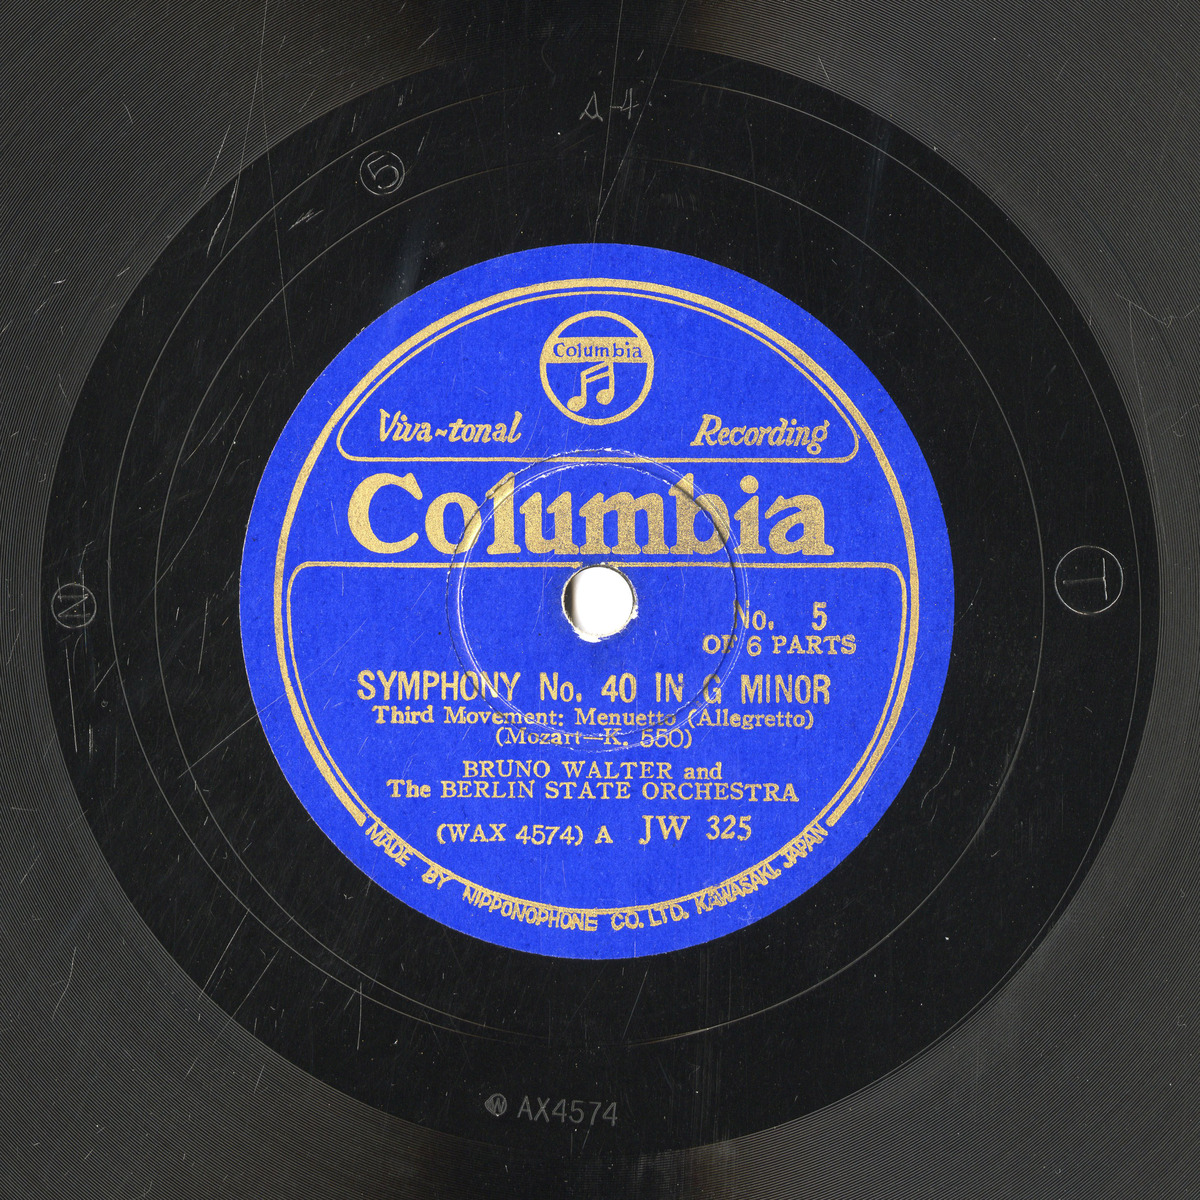 A-4
5
Columbia
Viva-tonal Recording
Columbia
N
T
No. 5
OF 6 PARTS
SYMPHONY No. 40 IN G MINOR
Third Movement: Menuetto (Allegretto)
(Mozart—K. 550)
BRUNO WALTER and
The BERLIN STATE ORCHESTRA
(WAX 4574) A JW 325
MADE BY NIPPONOPHONE CO. LTD. KAWASAKI, JAPAN
W AX4574